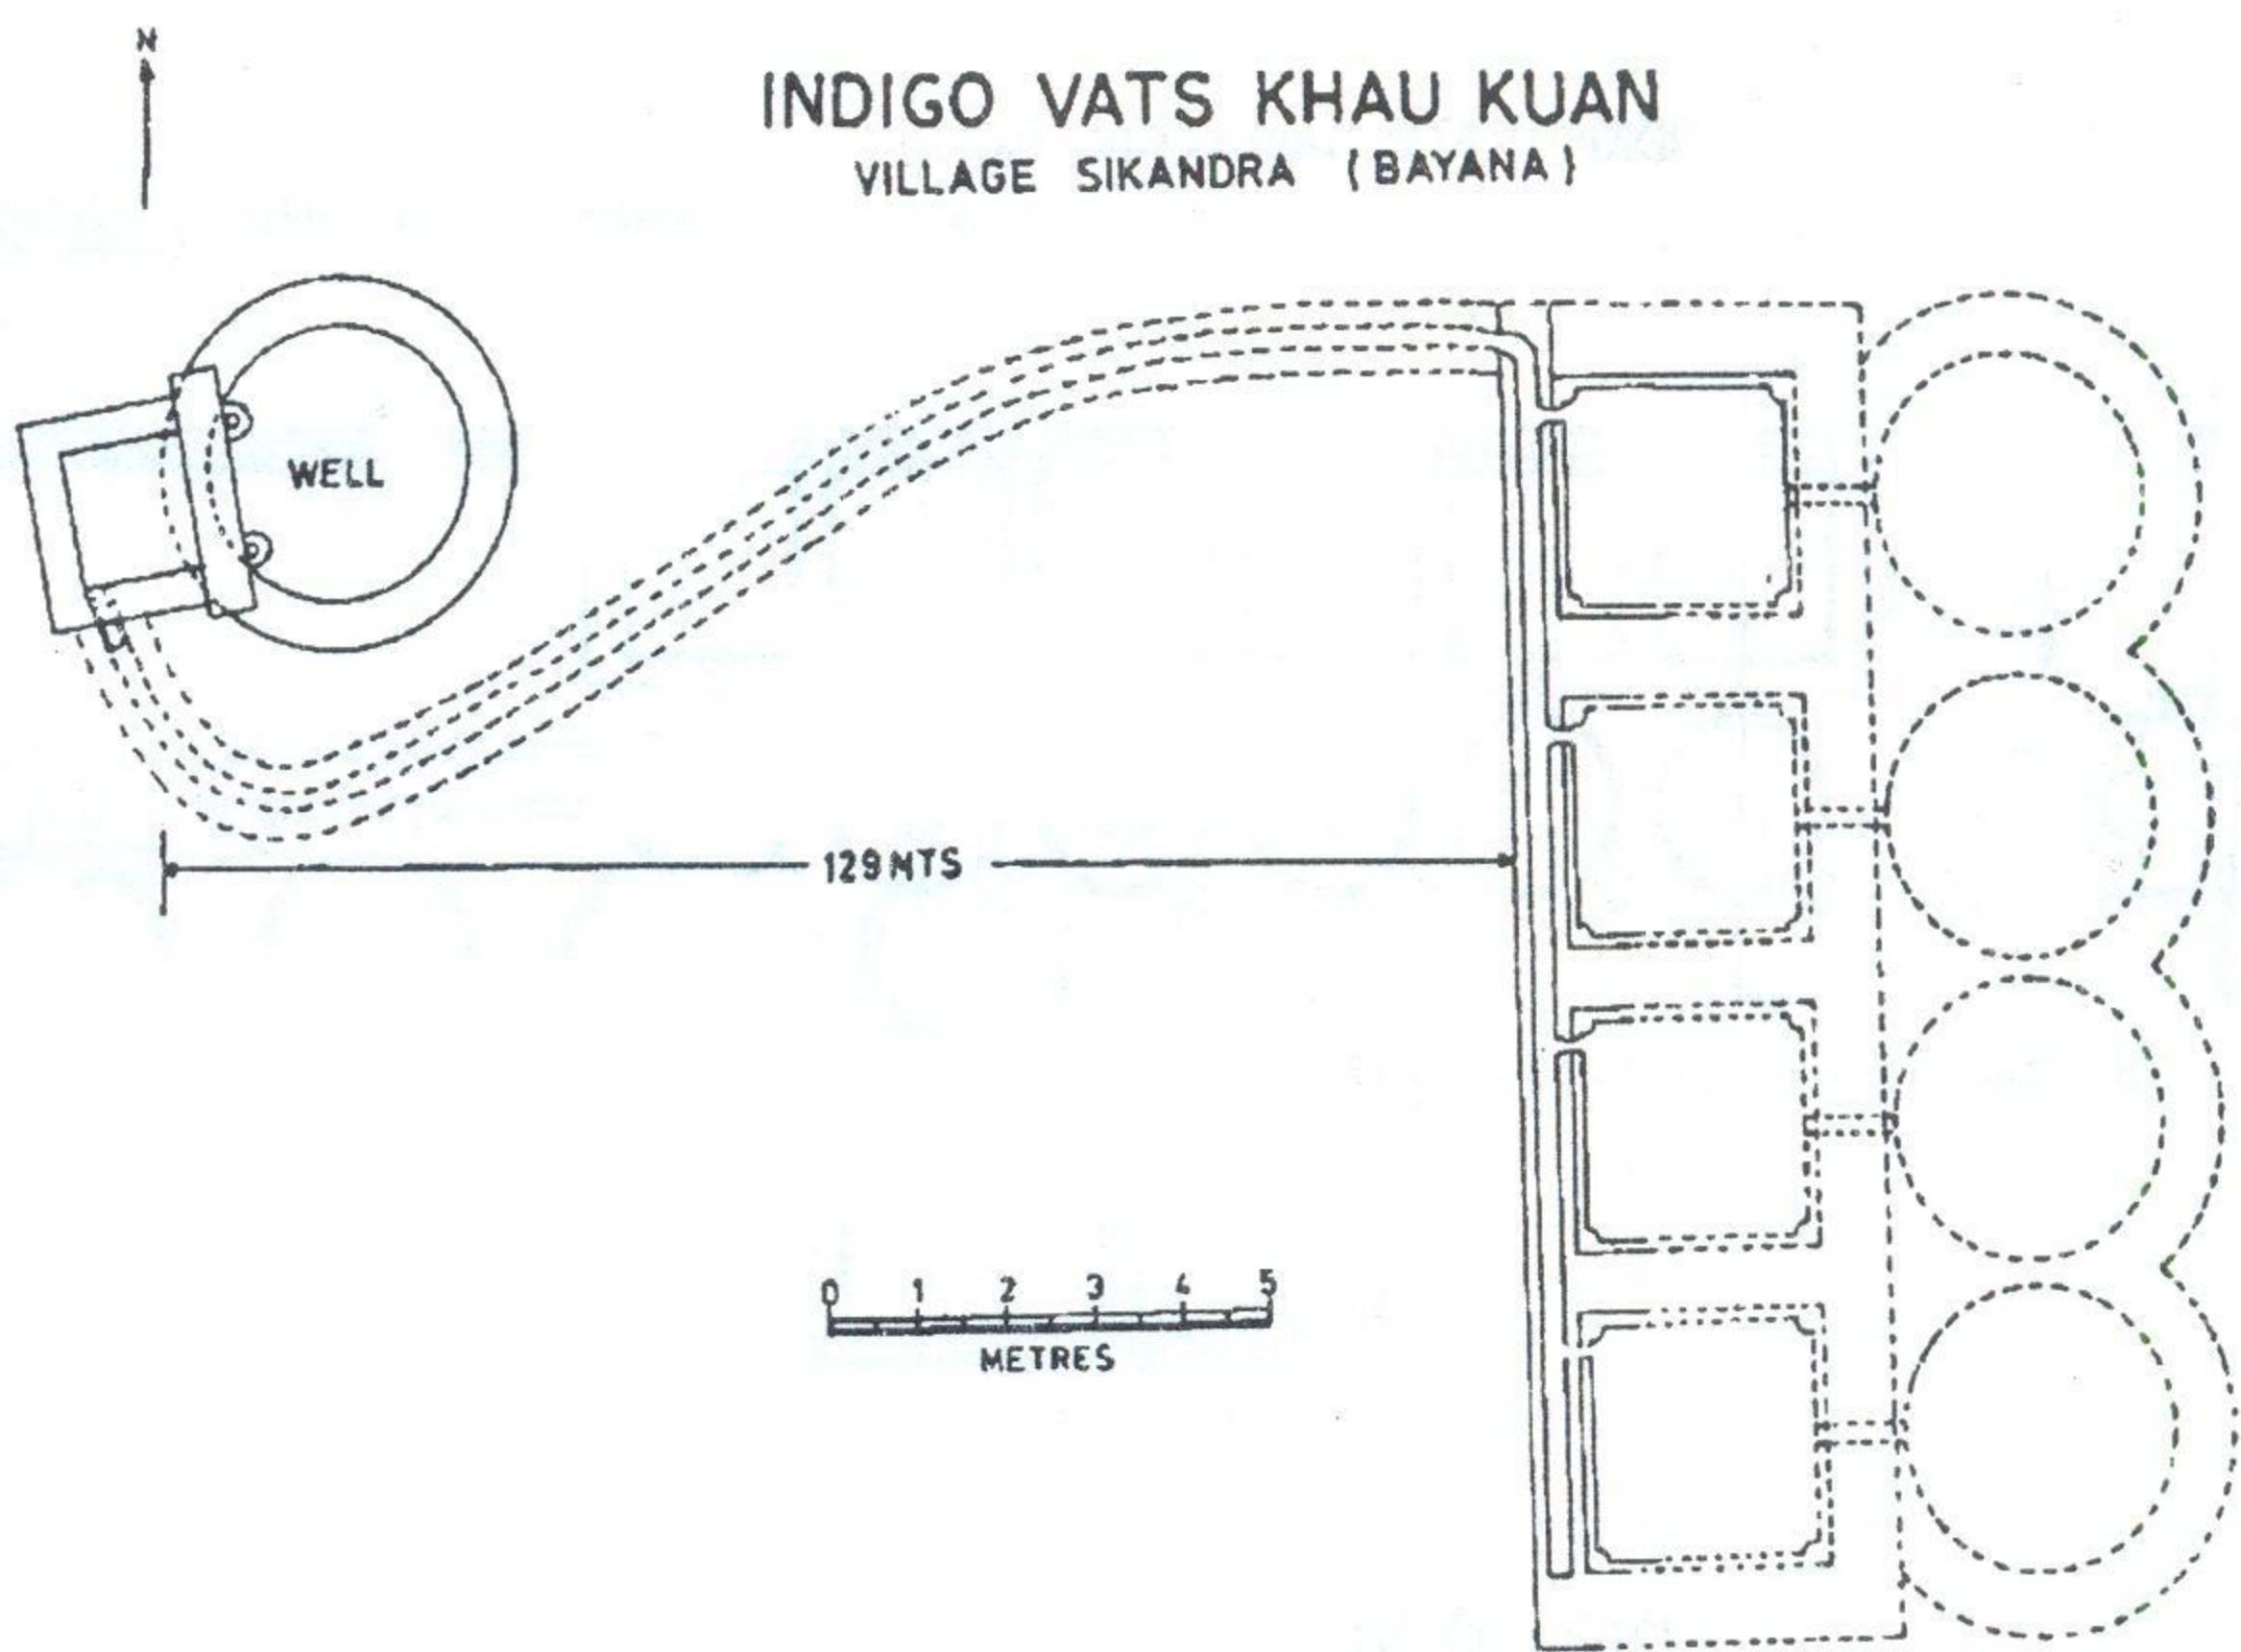 N
INDIGO VATS KHAU KUAN
VILLAGE SIKANDRA (BAYANA)
WELL
129 MTS
0 1 2 3 4 5
METRES